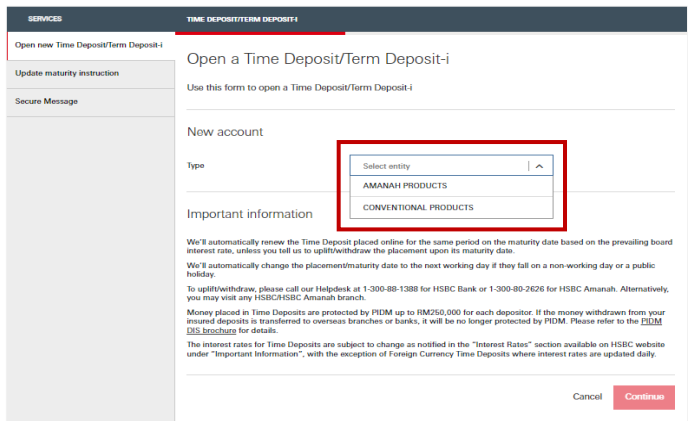 SERVICES
TIME DEPOSIT/TERM DEPOSIT-I
Open new Time Deposit/Term Deposit-i
Update maturity instruction
Secure Message
Open a Time Deposit/Term Deposit-i
Use this form to open a Time Deposit/Term Deposit-i
New account
Type
Select entity
AMANAH PRODUCTS
CONVENTIONAL PRODUCTS
Important information
We'll automatically renew the Time Deposit placed online for the same period on the maturity date based on the prevailing board
interest rate, unless you tell us to uplift/withdraw the placement upon its maturity date.
We'll automatically change the placement/maturity date to the next working day if they fall on a non-working day or a public
holiday.
To uplift/withdraw, please call our Helpdesk at 1-300-88-1388 for HSBC Bank or 1-300-80-2626 for HSBC Amanah. Alternatively,
you may visit any HSBC/HSBC Amanah branch.
Money placed in Time Deposits are protected by PIDM up to RM250,000 for each depositor. If the money withdrawn from your
insured deposits is transferred to overseas branches or banks, it will be no longer protected by PIDM. Please refer to the PIDM
DIS brochure for details.
The interest rates for Time Deposits are subject to change as notified in the "Interest Rates" section available on HSBC website
under "Important Information", with the exception of Foreign Currency Time Deposits where interest rates are updated daily.
Cancel
Continue